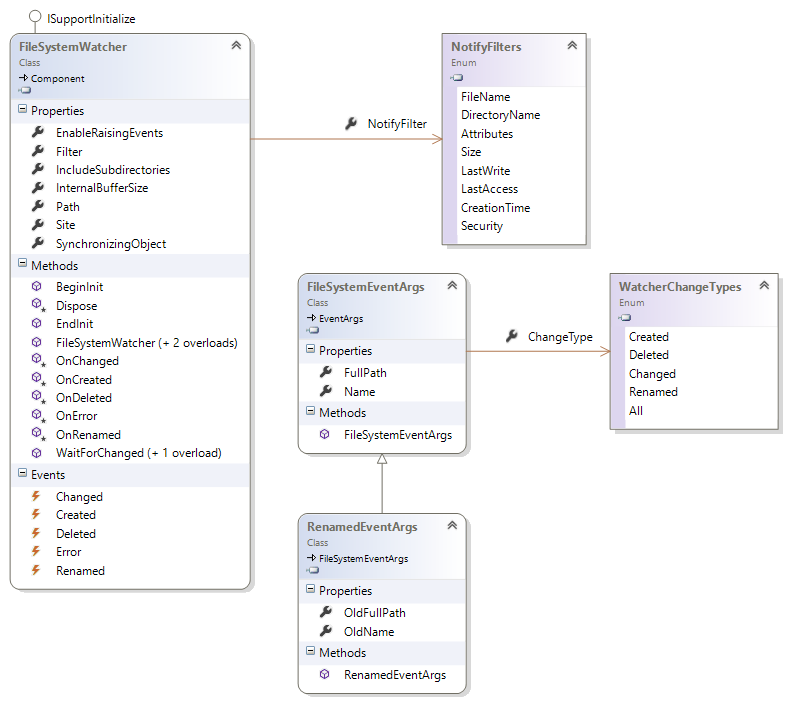 ISupportInitialize
FileSystemWatcher
Class
Component
Properties
EnableRaisingEvents
Filter
IncludeSubdirectories
InternalBufferSize
Path
Site
SynchronizingObject
Methods
BeginInit
Dispose
EndInit
FileSystemWatcher (+ 2 overloads)
OnChanged
OnCreated
OnDeleted
OnError
OnRenamed
WaitForChanged (+ 1 overload)
Events
Changed
Created
Deleted
Error
Renamed
NotifyFilter
NotifyFilters
Enum
FileName
DirectoryName
Attributes
Size
LastWrite
LastAccess
CreationTime
Security
FileSystemEventArgs
Class
EventArgs
Properties
FullPath
Name
Methods
FileSystemEventArgs
ChangeType
WatcherChangeTypes
Enum
Created
Deleted
Changed
Renamed
All
RenamedEventArgs
Class
FileSystemEventArgs
Properties
OldFullPath
OldName
Methods
RenamedEventArgs